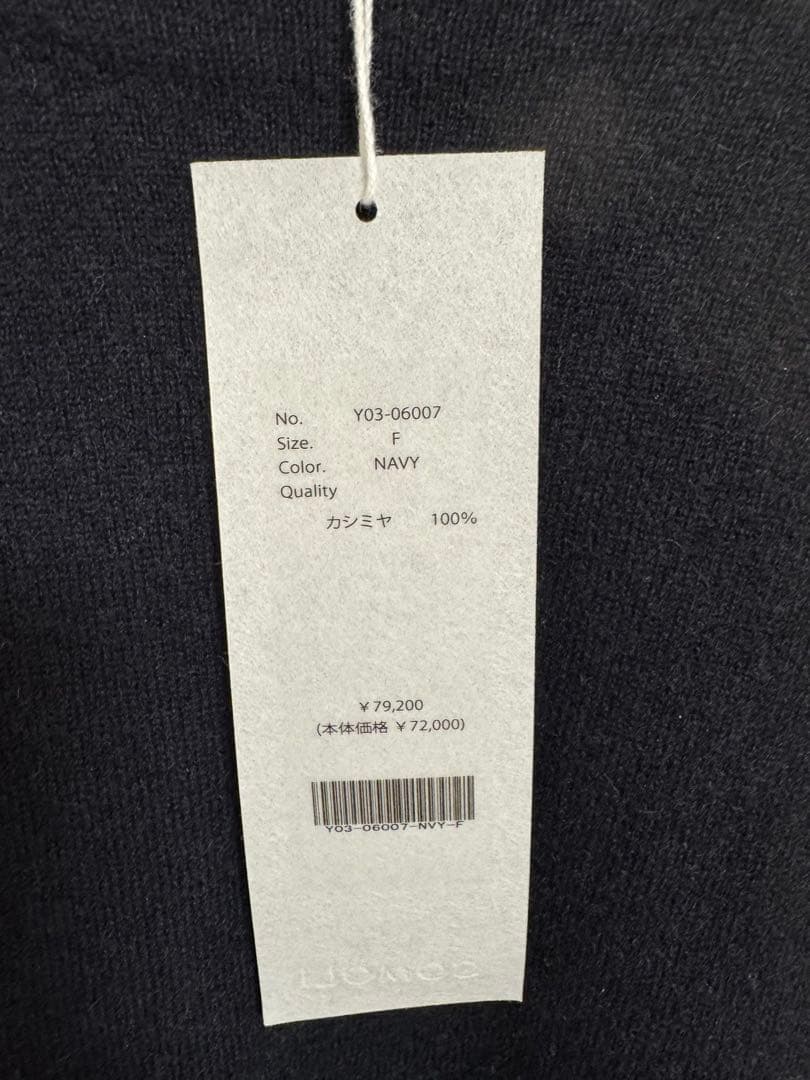 No. Y03-06007
Size. F
Color. NAVY
Quality
カシミヤ 100%
¥79,200
(本体価格 ¥72,000)
Y03-06007-NVY-F
COMOLI